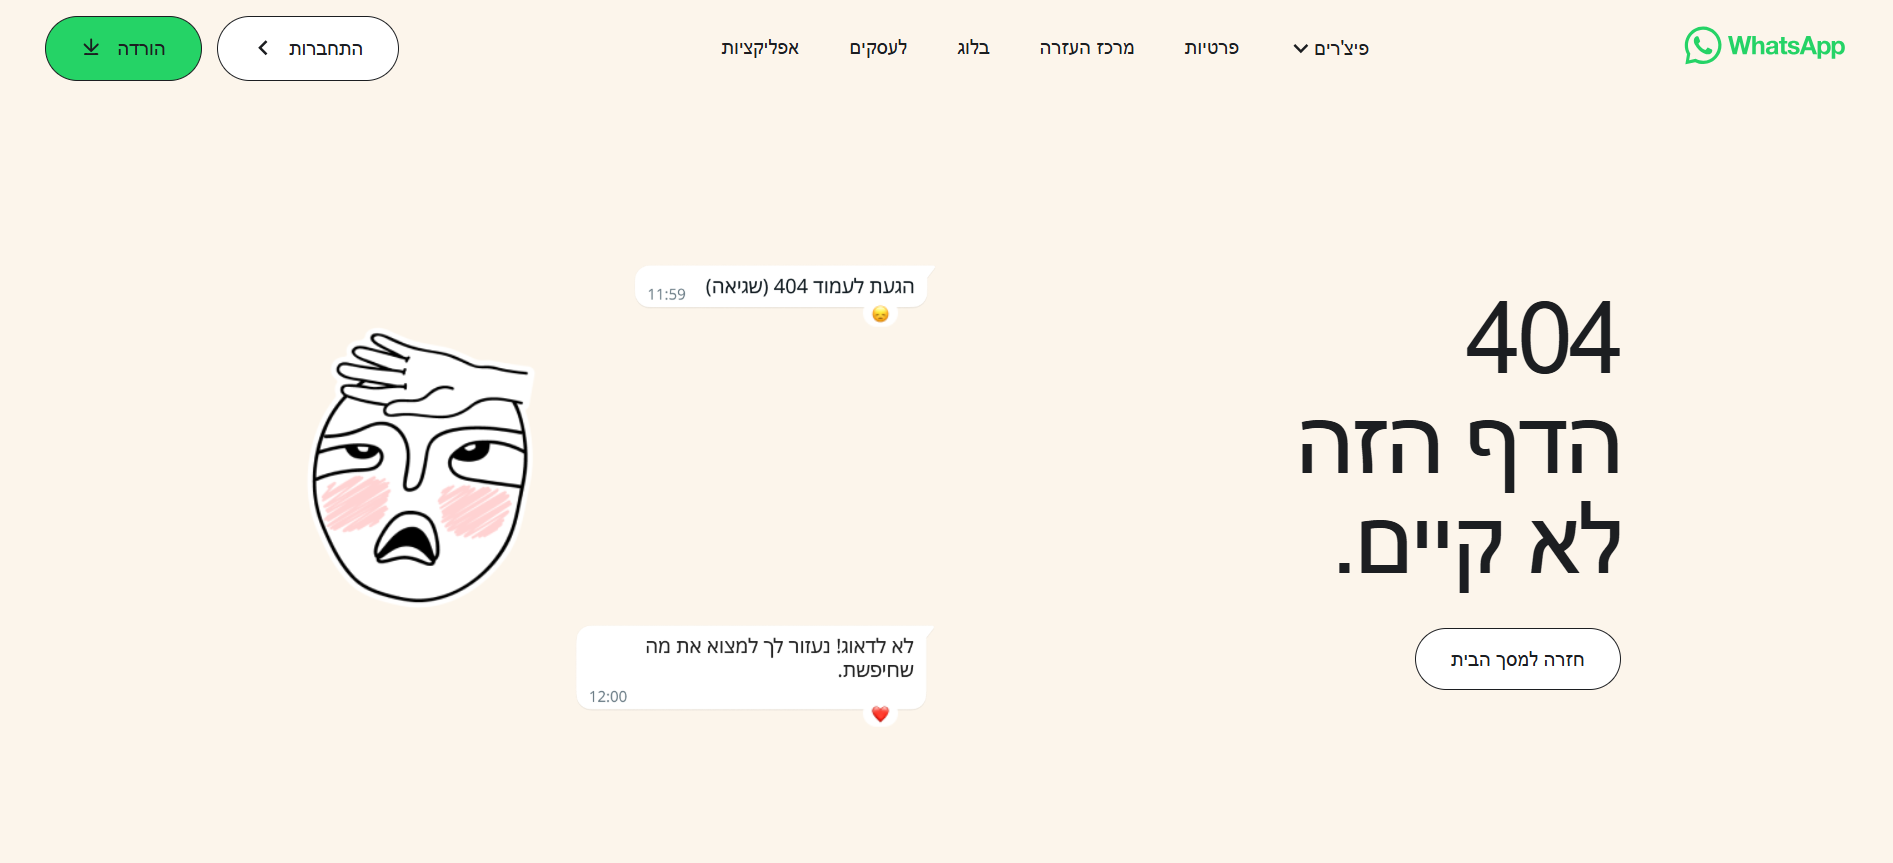 WhatsApp
פיצ'רים
פרטיות
מרכז העזרה
בלוג
לעסקים
אפליקציות
התחברות
הורדה
404
הדף הזה
לא קיים.
חזרה למסך הבית
הגעת לעמוד 404 (שגיאה)
11:59
לא לדאוג! נעזור לך למצוא את מה
שחיפשת.
12:00